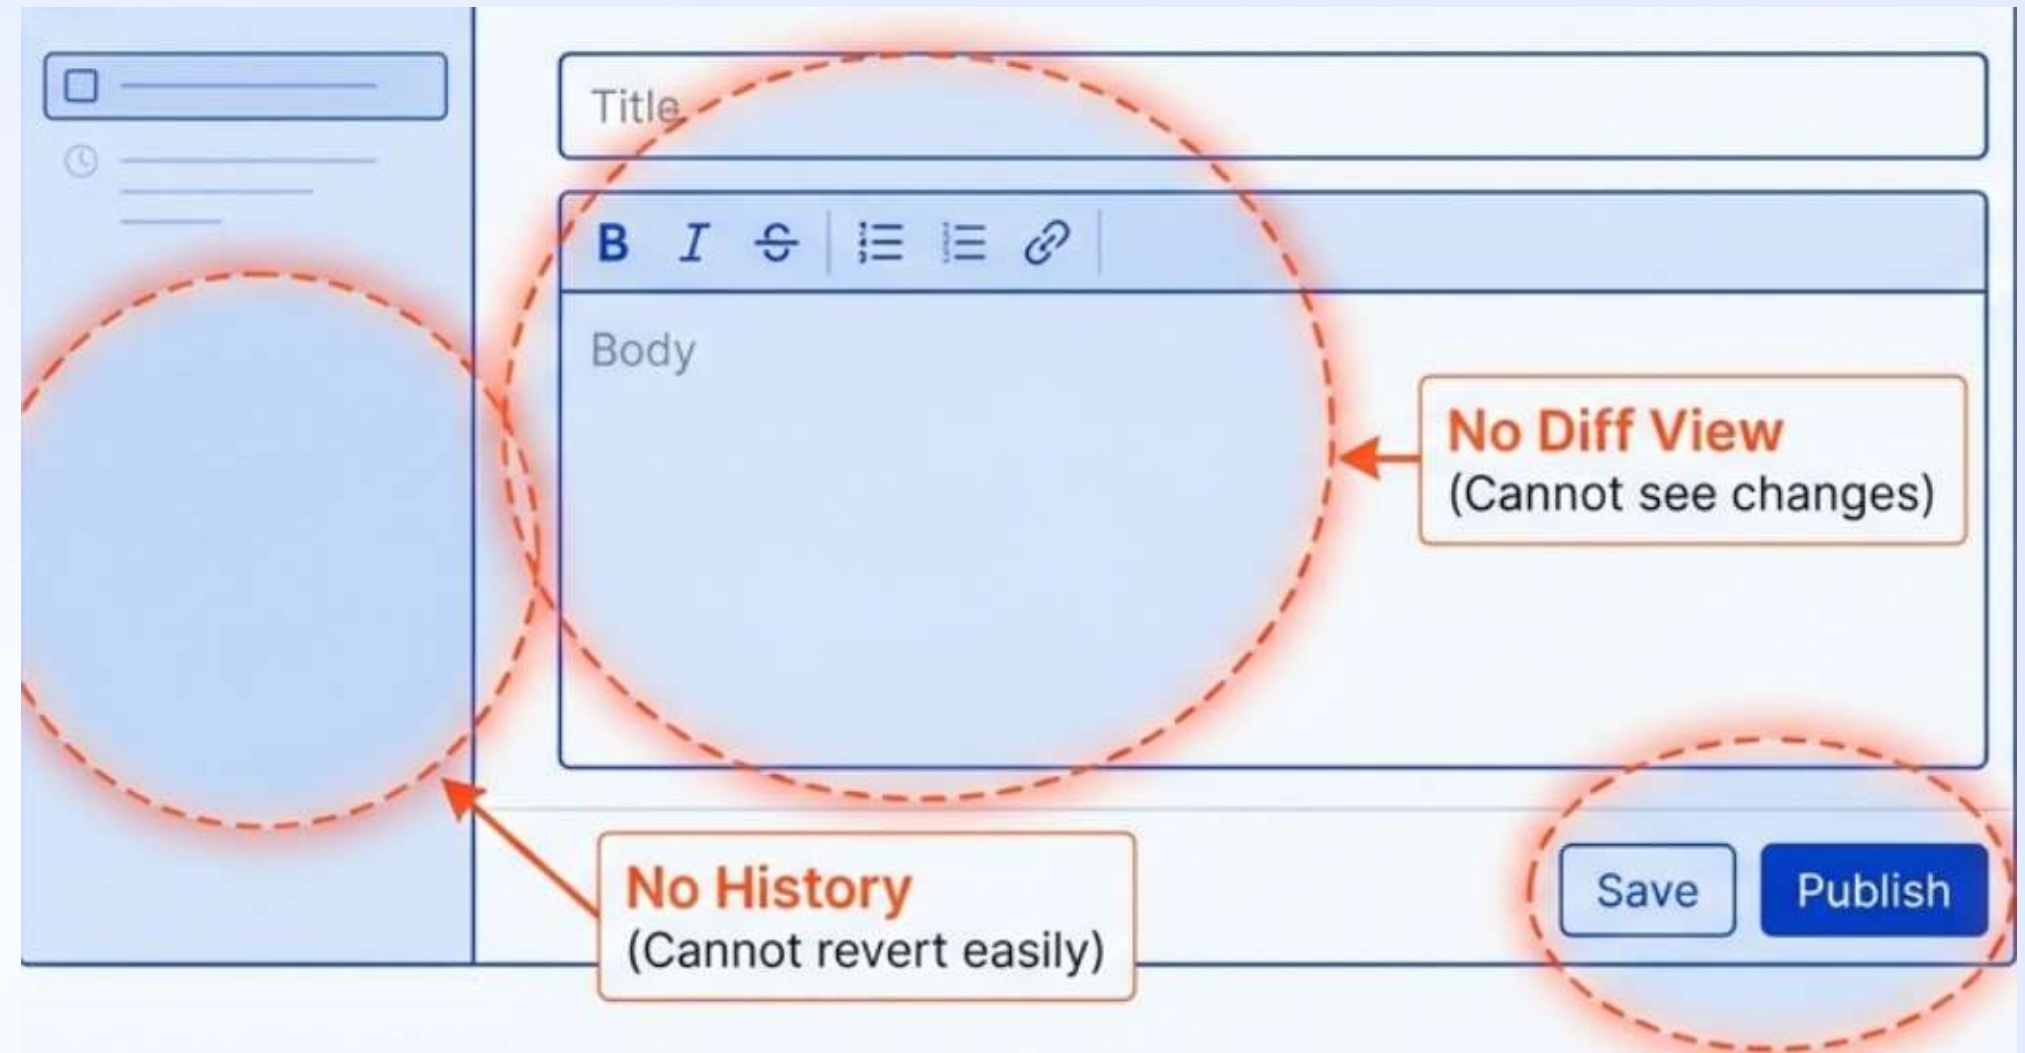 Title
B I S
Body
No Diff View
(Cannot see changes)
No History
(Cannot revert easily)
Save
Publish